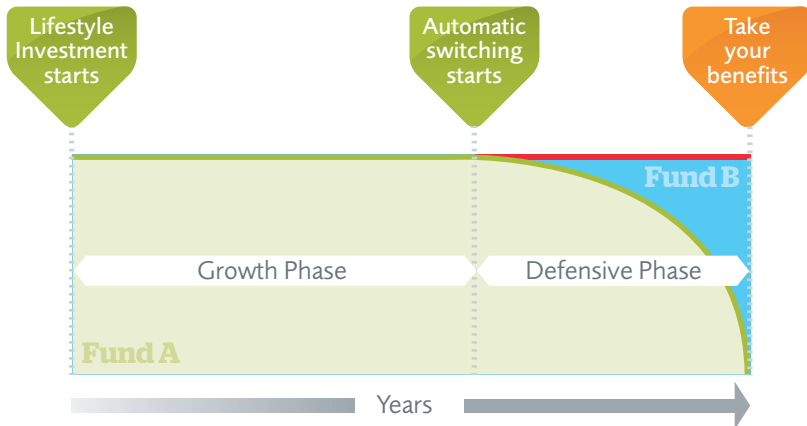 Lifestyle
Investment
starts
Automatic
switching
starts
Take
your
benefits
Fund B
Growth Phase
Defensive Phase
Fund A
Years